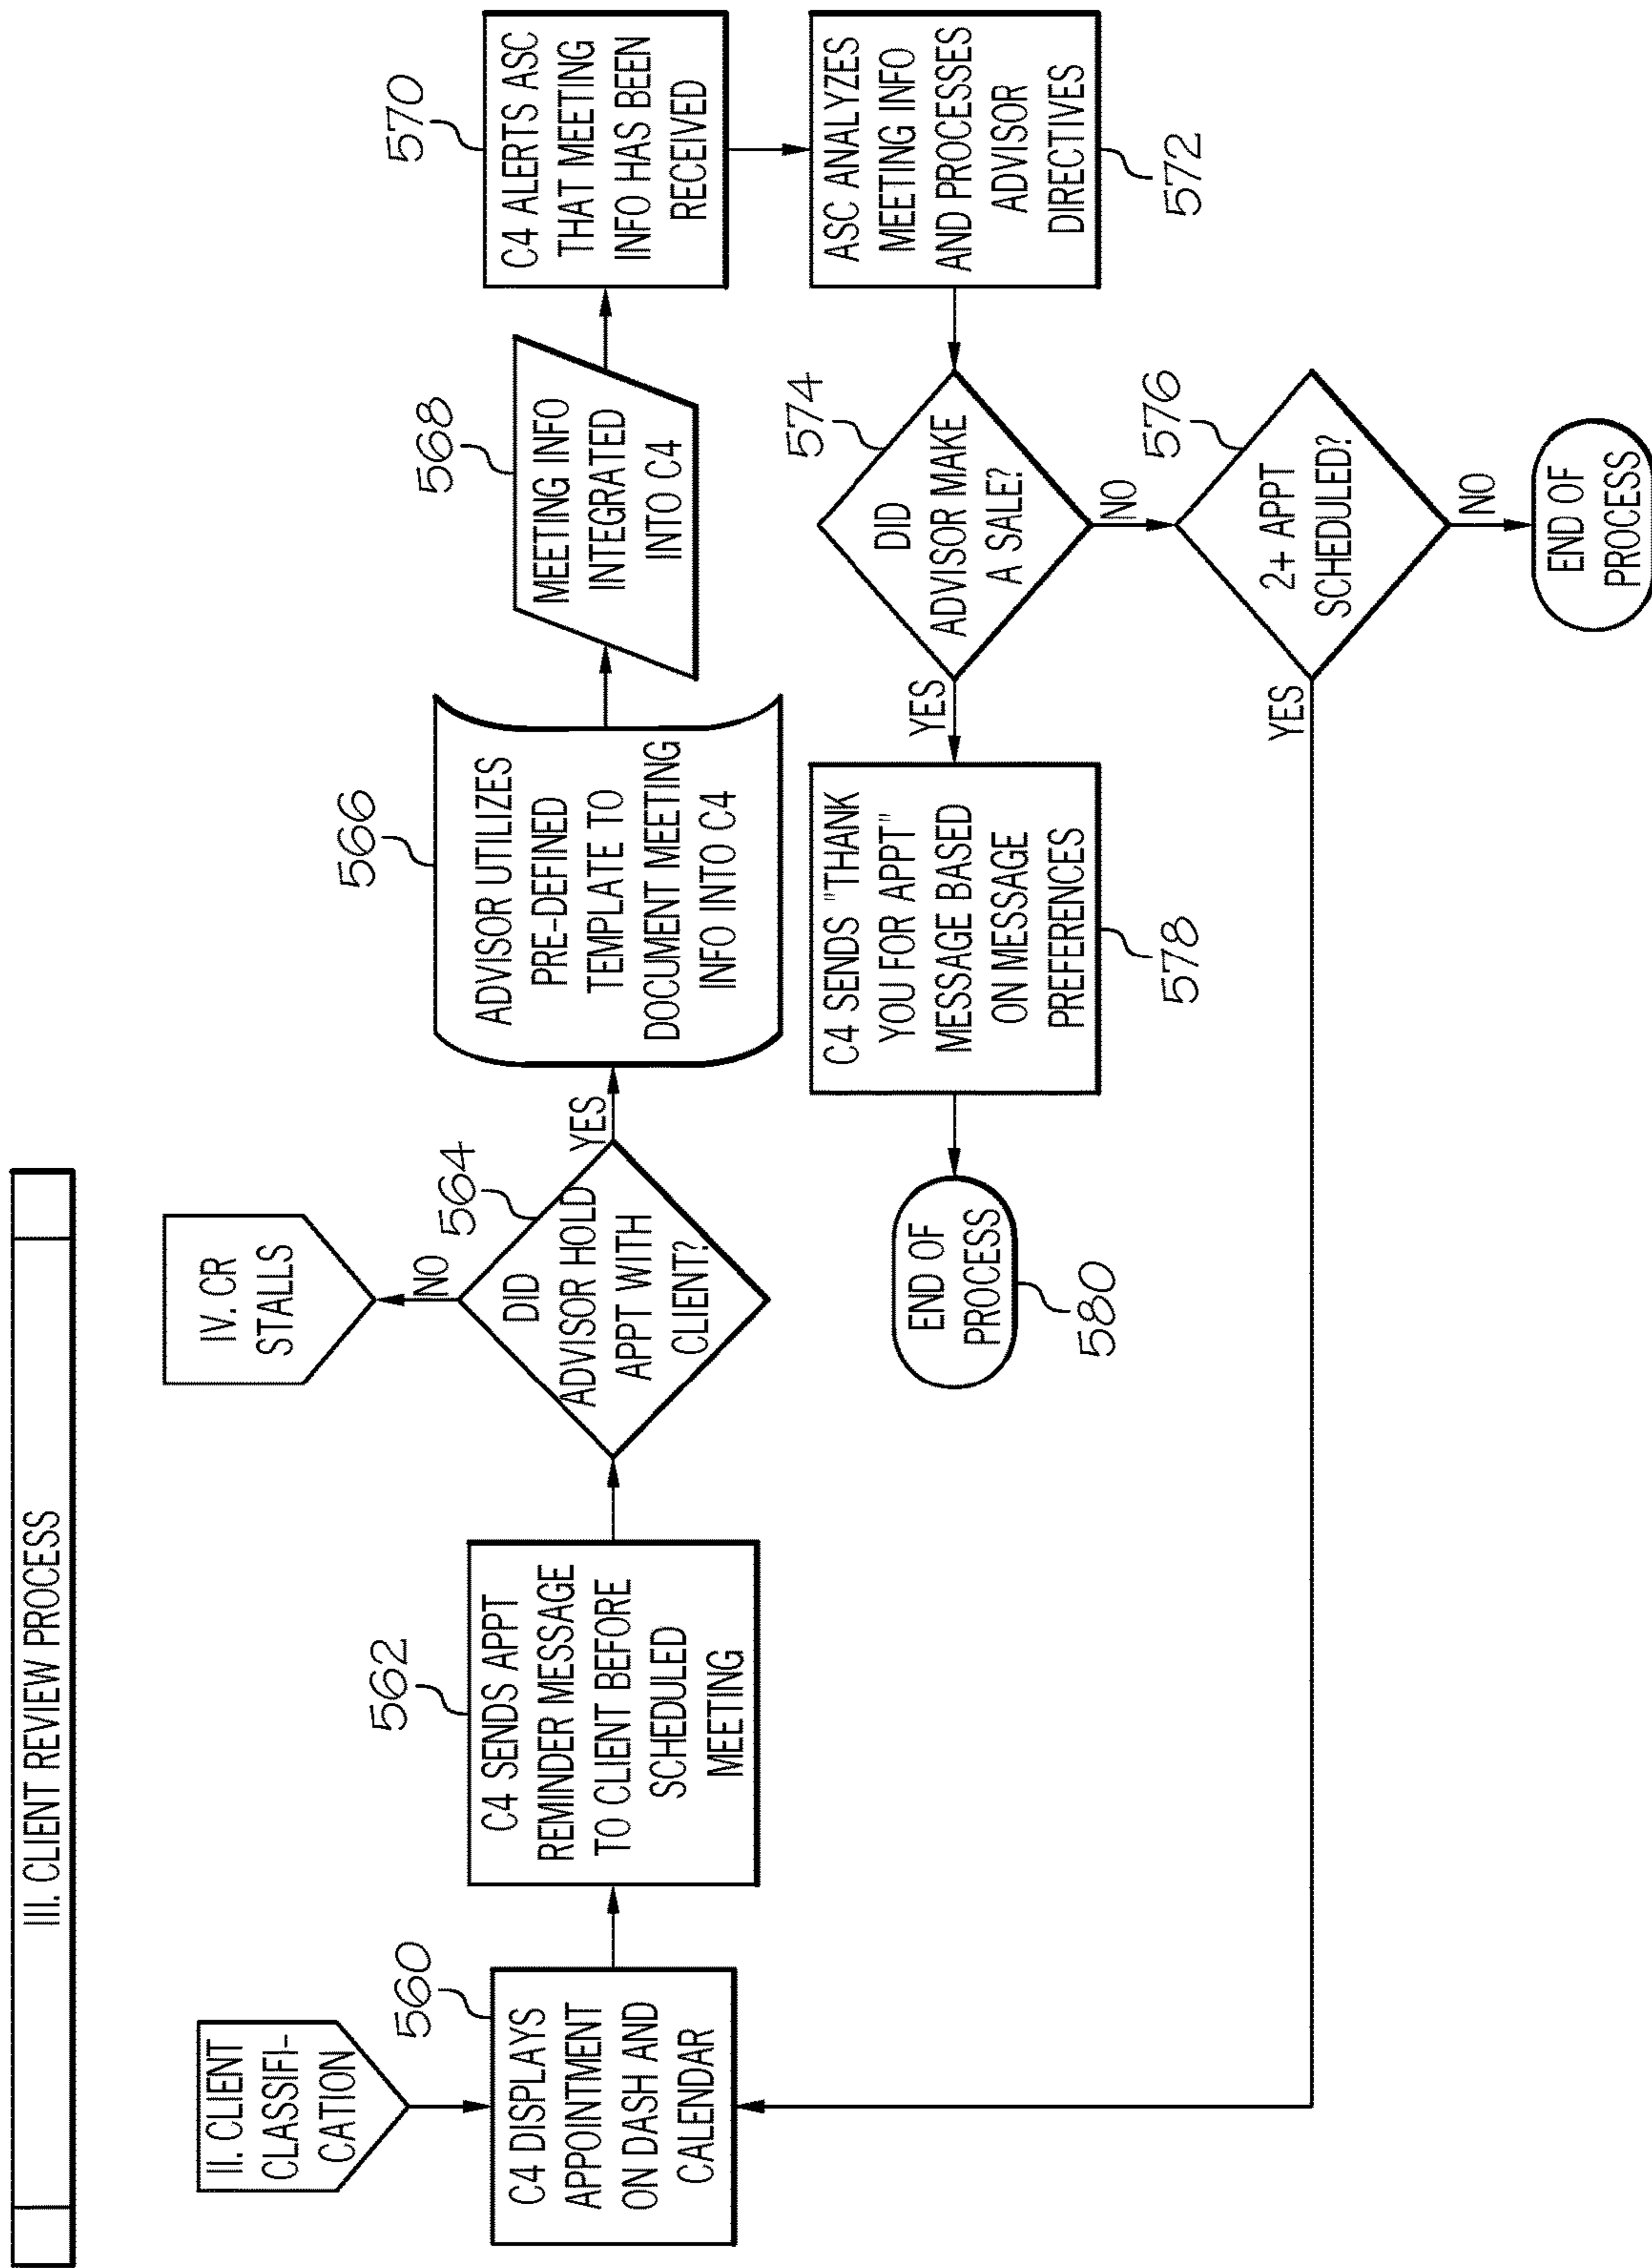 III. CLIENT REVIEW PROCESS
II. CLIENT
CLASSIFI-
CATION
560
C4 DISPLAYS
APPOINTMENT
ON DASH AND
CALENDAR
562
C4 SENDS APPT
REMINDER MESSAGE
TO CLIENT BEFORE
SCHEDULED
MEETING
IV. CR
STALLS
NO
564
DID
ADVISOR HOLD
APPT WITH
CLIENT?
YES
566
ADVISOR UTILIZES
PRE-DEFINED
TEMPLATE TO
DOCUMENT MEETING
INFO INTO C4
568
MEETING INFO
INTEGRATED
INTO C4
570
C4 ALERTS ASC
THAT MEETING
INFO HAS BEEN
RECEIVED
ASC ANALYZES
MEETING INFO
AND PROCESSES
ADVISOR
DIRECTIVES
572
574
DID
ADVISOR MAKE
A SALE?
YES
NO
C4 SENDS "THANK
YOU FOR APPT"
MESSAGE BASED
ON MESSAGE
PREFERENCES
578
END OF
PROCESS
580
576
2+ APPT
SCHEDULED?
YES
NO
END OF
PROCESS